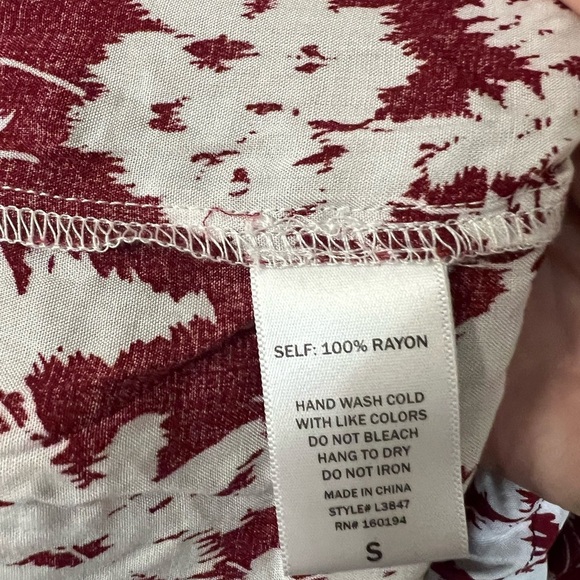 SELF: 100% RAYON
HAND WASH COLD
WITH LIKE COLORS
DO NOT BLEACH
HANG TO DRY
DO NOT IRON
MADE IN CHINA
STYLE# L3847
RN# 160194
S